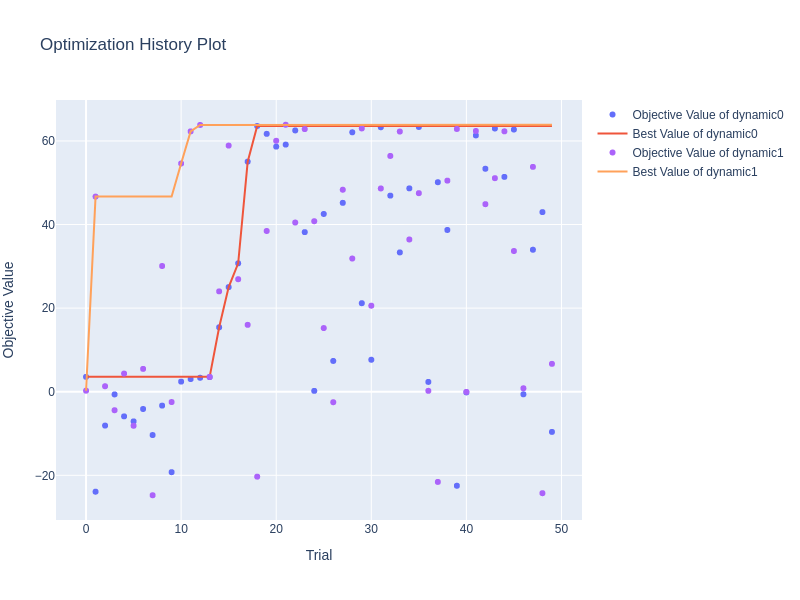 Optimization History Plot
Objective Value of dynamic0
Best Value of dynamic0
Objective Value of dynamic1
Best Value of dynamic1
Objective Value
60
40
20
0
−20
0
10
20
30
40
50
Trial